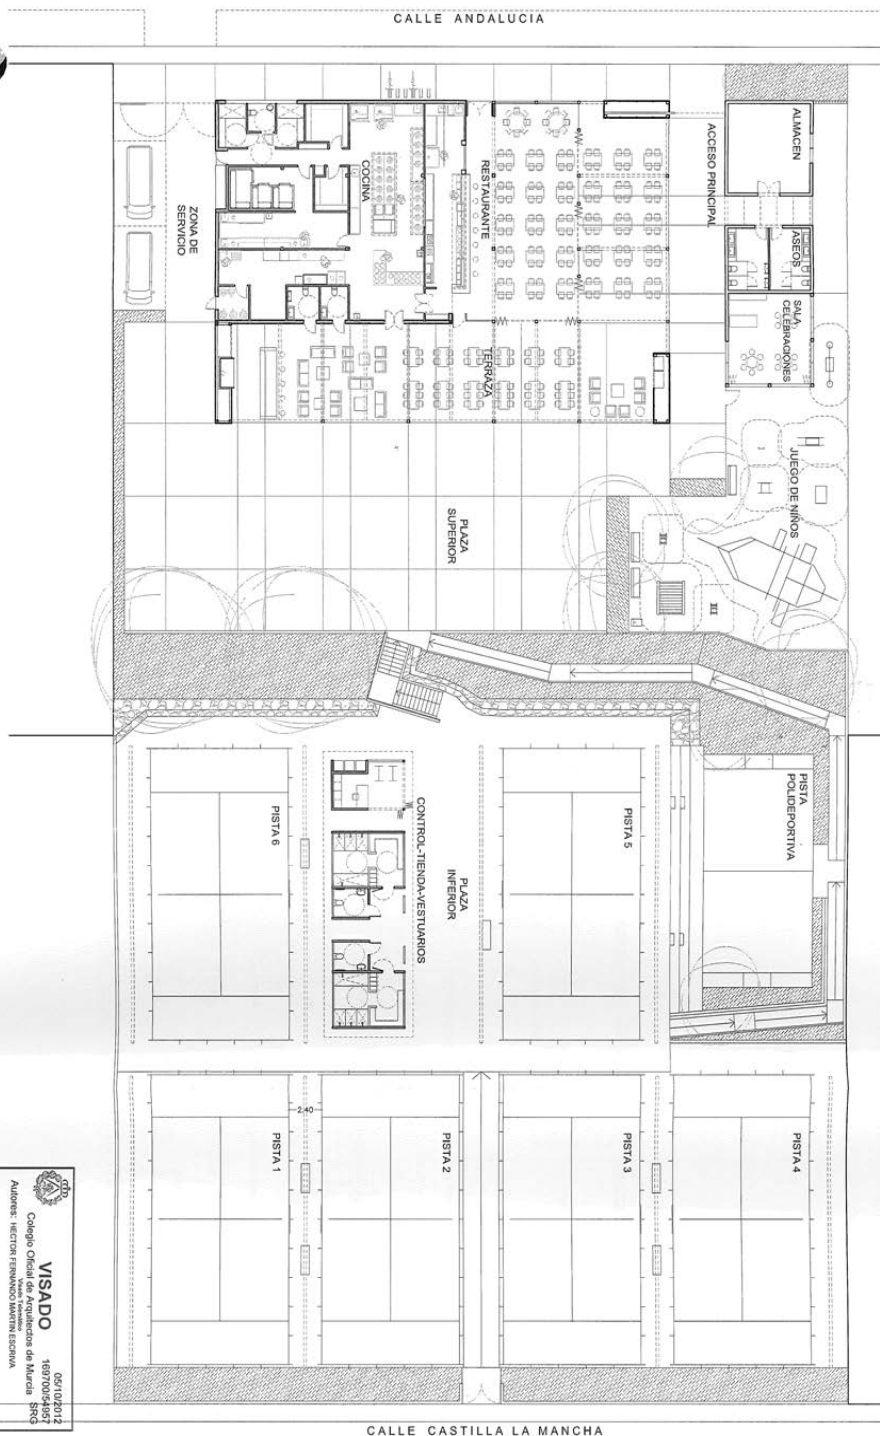 CALLE ANDALUCIA
ALMACEN
ACCESO PRINCIPAL
COCINA
RESTAURANTE
ZONA DE
SERVICIO
ASEOS
SALA
CELEBRACIONES
TERRAZA
JUEGO DE NIÑOS
PLAZA
SUPERIOR
PISTA
POLIDEPORTIVA
PISTA 6
CONTROL-TIENDA-VESTUARIOS
PLAZA
INFERIOR
PISTA 5
2.40
PISTA 1
PISTA 2
PISTA 3
PISTA 4
05/10/2012
VISADO 169700/54957
Colegio Oficial de Arquitectos de Murcia SRG
Visado Telemático
Autores: HECTOR FERNANDO MARTIN ESCRIVA
CALLE CASTILLA LA MANCHA